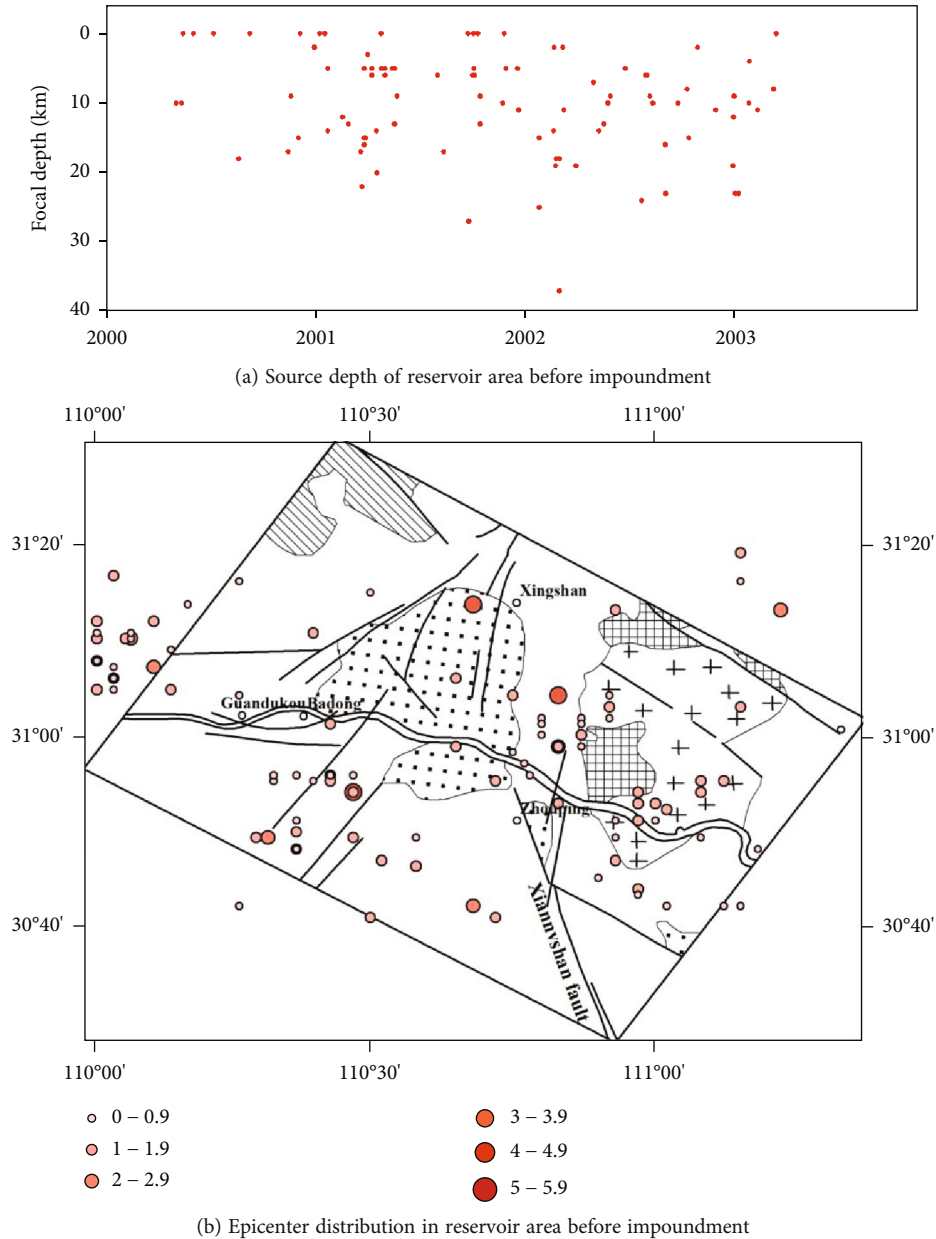 0
10
20
30
40
Focal depth (km)
2000
2001
2002
2003
(a) Source depth of reservoir area before impoundment
110°00'
110°30'
111°00'
31°20'
31°20'
Xingshan
GuandukouBadong
31°00'
31°00'
Zhouping
30°40'
30°40'
Xiannvshan fault
110°00'
110°30'
111°00'
0 – 0.9
3 – 3.9
1 – 1.9
4 – 4.9
2 – 2.9
5 – 5.9
(b) Epicenter distribution in reservoir area before impoundment